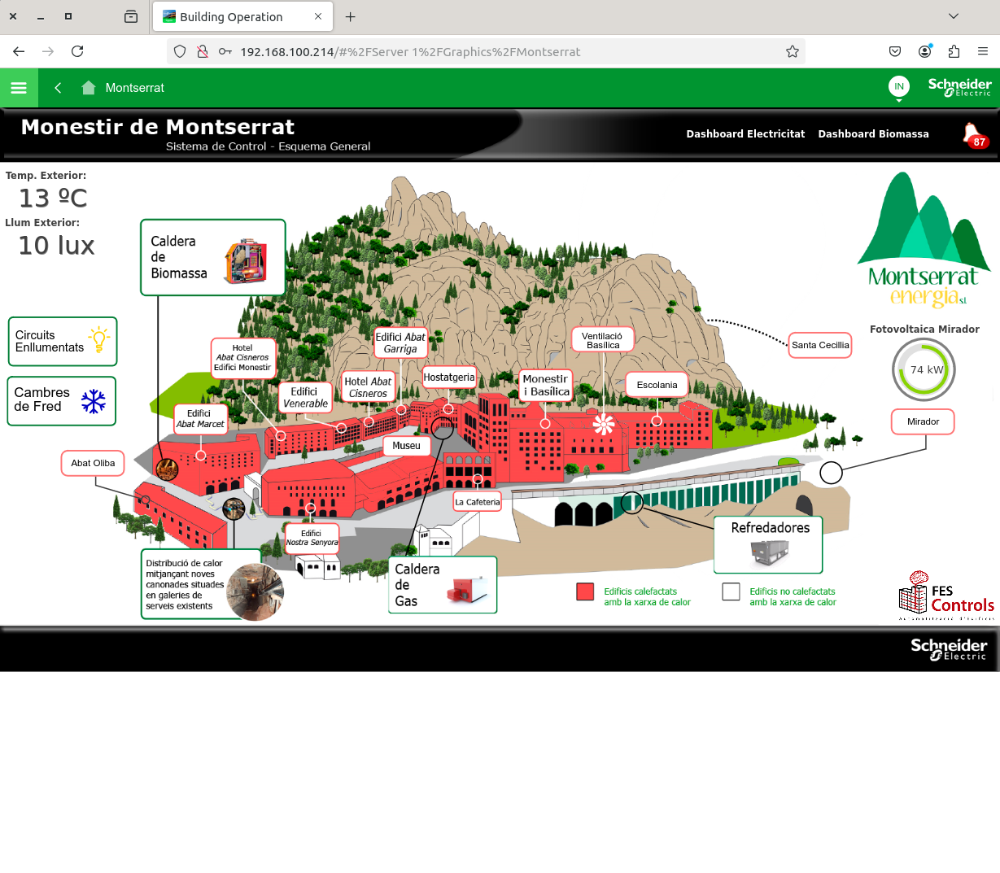 Building Operation
192.168.100.214/#%2FServer 1%2FGraphics%2FMontserrat
Montserrat
IN
Schneider
Electric
Monestir de Montserrat
Sistema de Control - Esquema General
Dashboard Electricitat
Dashboard Biomassa
87
Temp. Exterior:
13 ºC
Llum Exterior:
10 lux
Caldera
de
Biomassa
Montserrat
energia s.l.
Circuits
Enllumentats
Cambres
de Fred
Hotel
Abat Cisneros
Edifici Monestir
Edifici Abat
Garriga
Ventilació
Basílica
Santa Cecillia
Fotovoltaica Mirador
74 kW
Edifici
Venerable
Hotel Abat
Cisneros
Hostatgeria
Monestir
i Basílica
Escolania
Edifici
Abat Marcet
Mirador
Museu
Abat Oliba
La Cafeteria
Edifici
Nostra Senyora
Refredadores
Distribució de calor
mitjançant noves
canonades situades
en galeries de
serveis existents
Caldera
de
Gas
Edificis calefactats
amb la xarxa de calor
Edificis no calefactats
amb la xarxa de calor
FES
Controls
Schneider
Electric